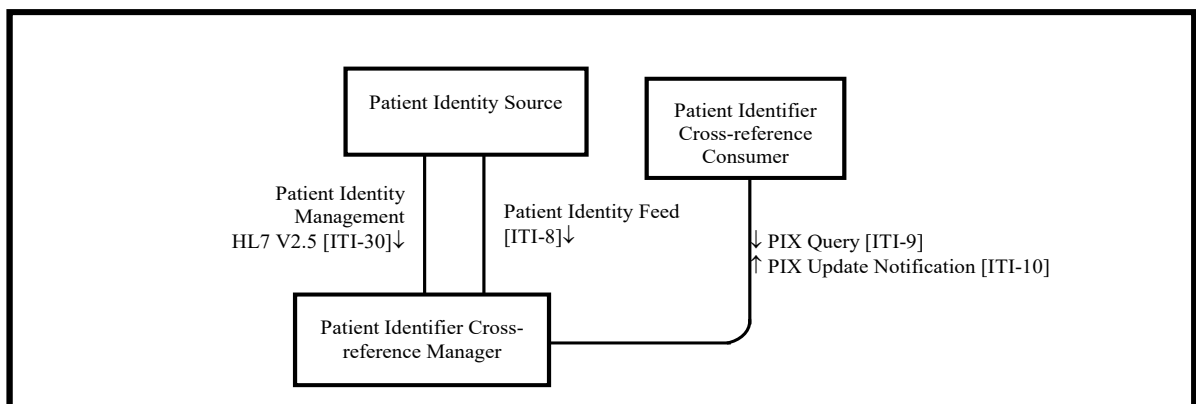 Patient Identity Source
Patient Identifier
Cross-reference
Consumer
Patient Identity
Management
HL7 V2.5 [ITI-30]↓
Patient Identity Feed
[ITI-8]↓
↓ PIX Query [ITI-9]
↑ PIX Update Notification [ITI-10]
Patient Identifier Cross-
reference Manager